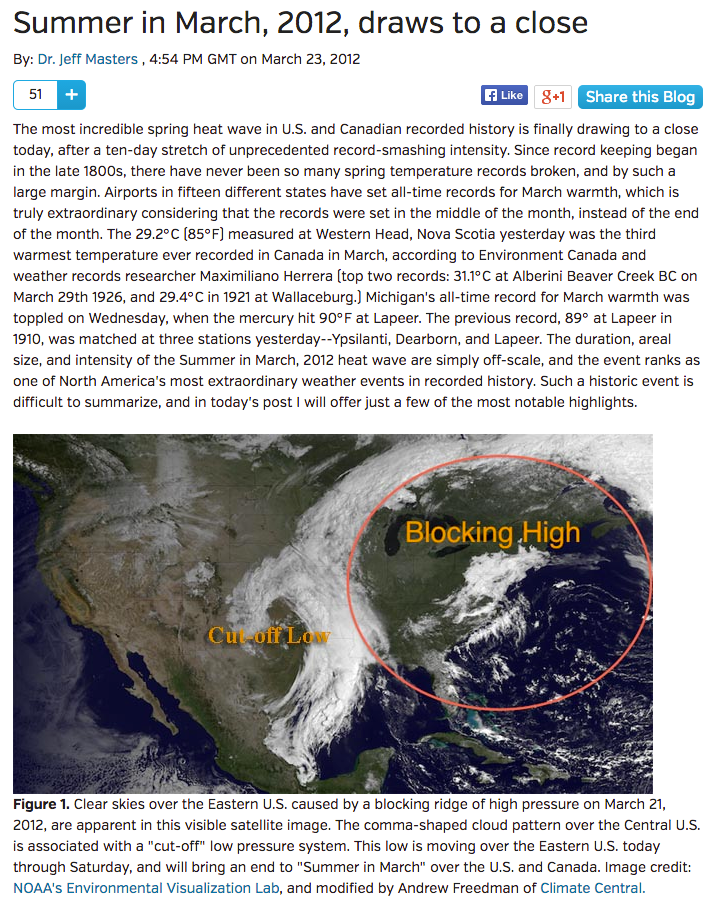 Summer in March, 2012, draws to a close
By: Dr. Jeff Masters , 4:54 PM GMT on March 23, 2012
51 +
Like
g+1
Share this Blog
The most incredible spring heat wave in U.S. and Canadian recorded history is finally drawing to a close
today, after a ten-day stretch of unprecedented record-smashing intensity. Since record keeping began
in the late 1800s, there have never been so many spring temperature records broken, and by such a
large margin. Airports in fifteen different states have set all-time records for March warmth, which is
truly extraordinary considering that the records were set in the middle of the month, instead of the end
of the month. The 29.2°C (85°F) measured at Western Head, Nova Scotia yesterday was the third
warmest temperature ever recorded in Canada in March, according to Environment Canada and
weather records researcher Maximiliano Herrera (top two records: 31.1°C at Alberini Beaver Creek BC on
March 29th 1926, and 29.4°C in 1921 at Wallaceburg.) Michigan's all-time record for March warmth was
toppled on Wednesday, when the mercury hit 90°F at Lapeer. The previous record, 89° at Lapeer in
1910, was matched at three stations yesterday--Ypsilanti, Dearborn, and Lapeer. The duration, areal
size, and intensity of the Summer in March, 2012 heat wave are simply off-scale, and the event ranks as
one of North America's most extraordinary weather events in recorded history. Such a historic event is
difficult to summarize, and in today's post I will offer just a few of the most notable highlights.
Blocking High
Cut-off Low
Figure 1. Clear skies over the Eastern U.S. caused by a blocking ridge of high pressure on March 21,
2012, are apparent in this visible satellite image. The comma-shaped cloud pattern over the Central U.S.
is associated with a "cut-off" low pressure system. This low is moving over the Eastern U.S. today
through Saturday, and will bring an end to "Summer in March" over the U.S. and Canada. Image credit:
NOAA's Environmental Visualization Lab, and modified by Andrew Freedman of Climate Central.